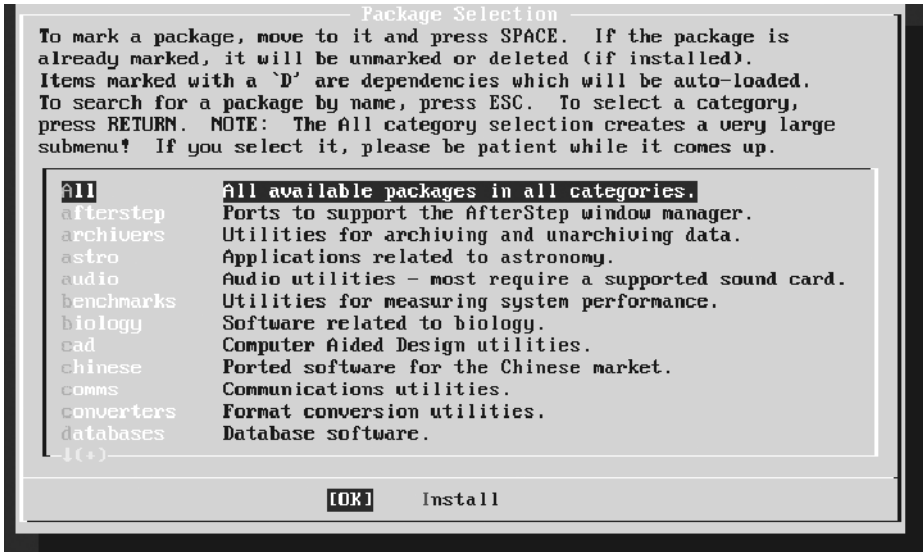 Package Selection
To mark a package, move to it and press SPACE.  If the package is
already marked, it will be unmarked or deleted (if installed).
Items marked with a `D' are dependencies which will be auto-loaded.
To search for a package by name, press ESC.  To select a category,
press RETURN.  NOTE:  The All category selection creates a very large
submenu!  If you select it, please be patient while it comes up.
All All available packages in all categories.
afterstep Ports to support the AfterStep window manager.
archivers Utilities for archiving and unarchiving data.
astro Applications related to astronomy.
audio Audio utilities - most require a supported sound card.
benchmarks Utilities for measuring system performance.
biology Software related to biology.
cad Computer Aided Design utilities.
chinese Ported software for the Chinese market.
comms Communications utilities.
converters Format conversion utilities.
databases Database software.
↓(+)
[OK] Install